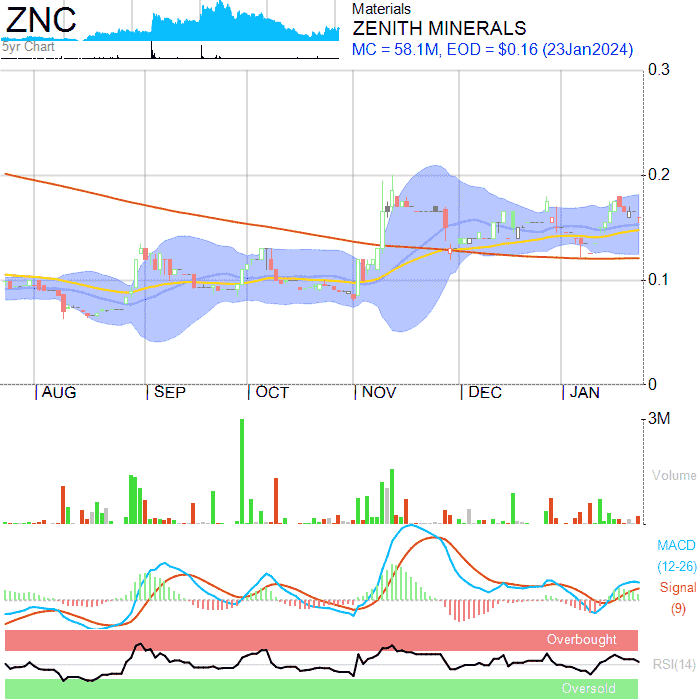 ZNC
5yr Chart
Materials
ZENITH MINERALS
MC = 58.1M, EOD = $0.16 (23Jan2024)
0.3
0.2
0.1
0
AUG SEP OCT NOV DEC JAN
3M
Volume
MACD
(12-26)
Signal
(9)
Overbought
RSI(14)
Oversold